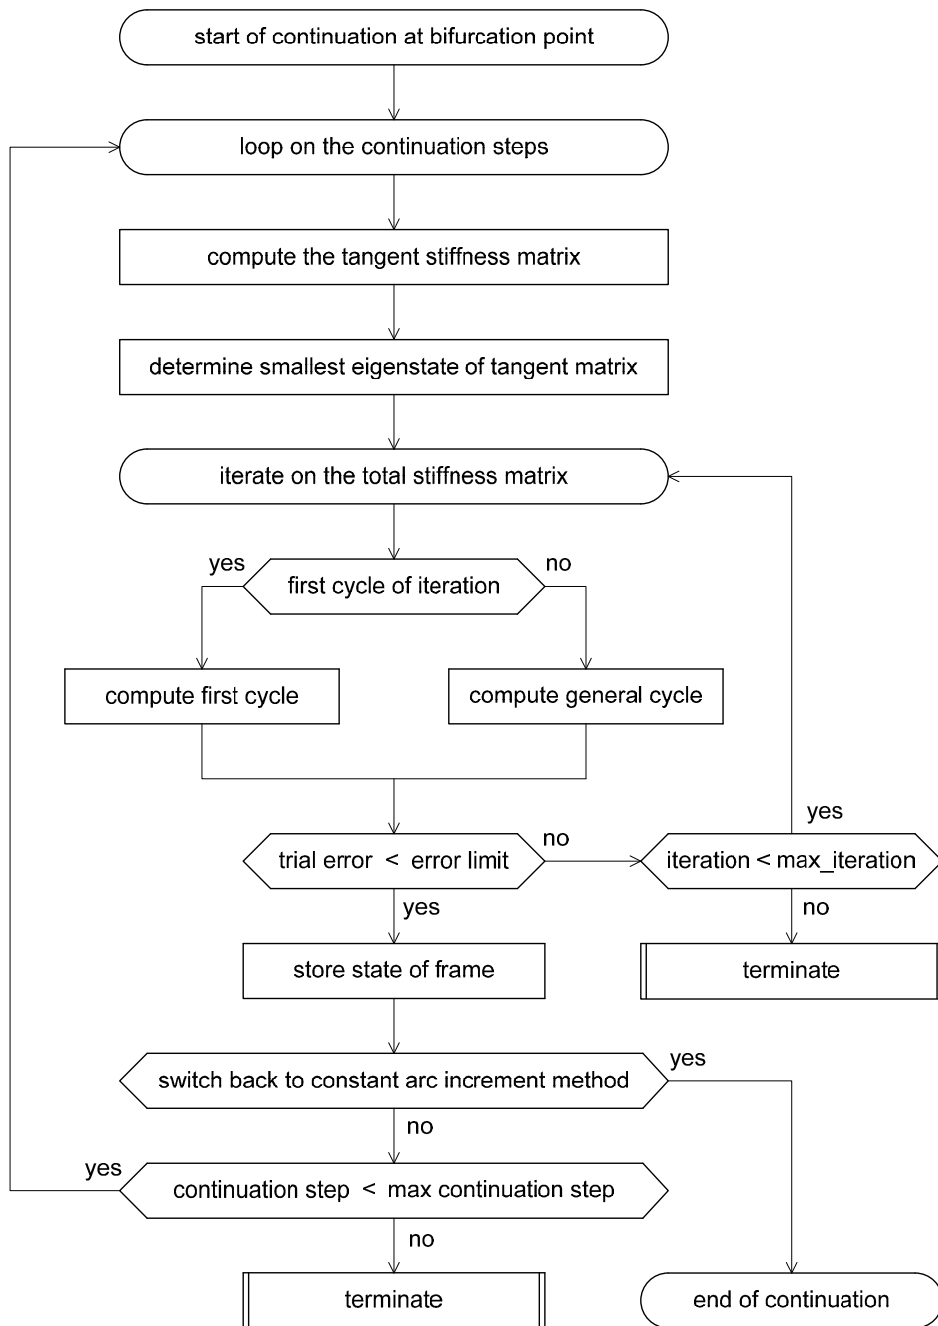 start of continuation at bifurcation point
loop on the continuation steps
compute the tangent stiffness matrix
determine smallest eigenstate of tangent matrix
iterate on the total stiffness matrix
yes
first cycle of iteration
no
compute first cycle
compute general cycle
yes
trial error < error limit
no
iteration < max_iteration
yes
no
store state of frame
terminate
switch back to constant arc increment method
yes
no
yes
continuation step < max continuation step
no
terminate
end of continuation